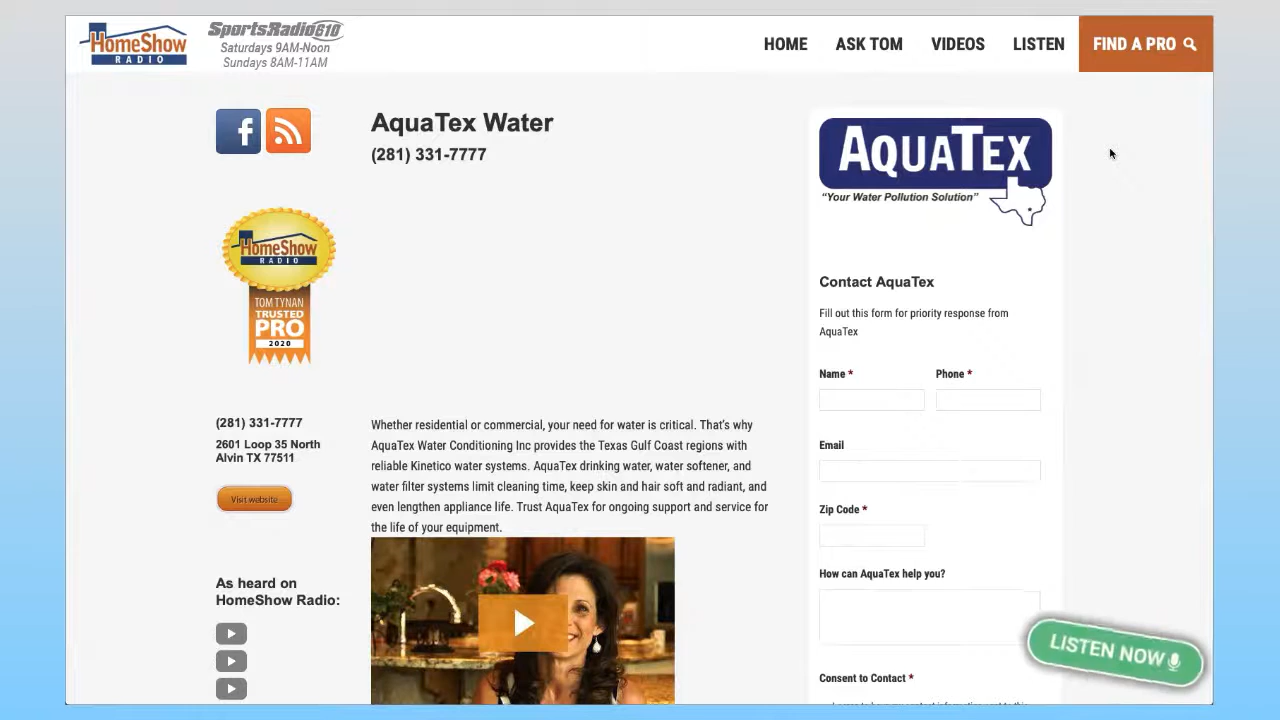 HomeShow
RADIO
SportsRadio610
Saturdays 9AM-Noon
Sundays 8AM-11AM
HOME
ASK TOM
VIDEOS
LISTEN
FIND A PRO
f
AquaTex Water
(281) 331-7777
HomeShow
RADIO
TOM TYNAN
TRUSTED
PRO
2020
(281) 331-7777
2601 Loop 35 North
Alvin TX 77511
Visit website
As heard on
HomeShow Radio:
Whether residential or commercial, your need for water is critical. That’s why
AquaTex Water Conditioning Inc provides the Texas Gulf Coast regions with
reliable Kinetico water systems. AquaTex drinking water, water softener, and
water filter systems limit cleaning time, keep skin and hair soft and radiant, and
even lengthen appliance life. Trust AquaTex for ongoing support and service for
the life of your equipment.
AQUATEX
“Your Water Pollution Solution”
Contact AquaTex
Fill out this form for priority response from
AquaTex
Name *
Phone *
Email
Zip Code *
How can AquaTex help you?
LISTEN NOW
Consent to Contact *